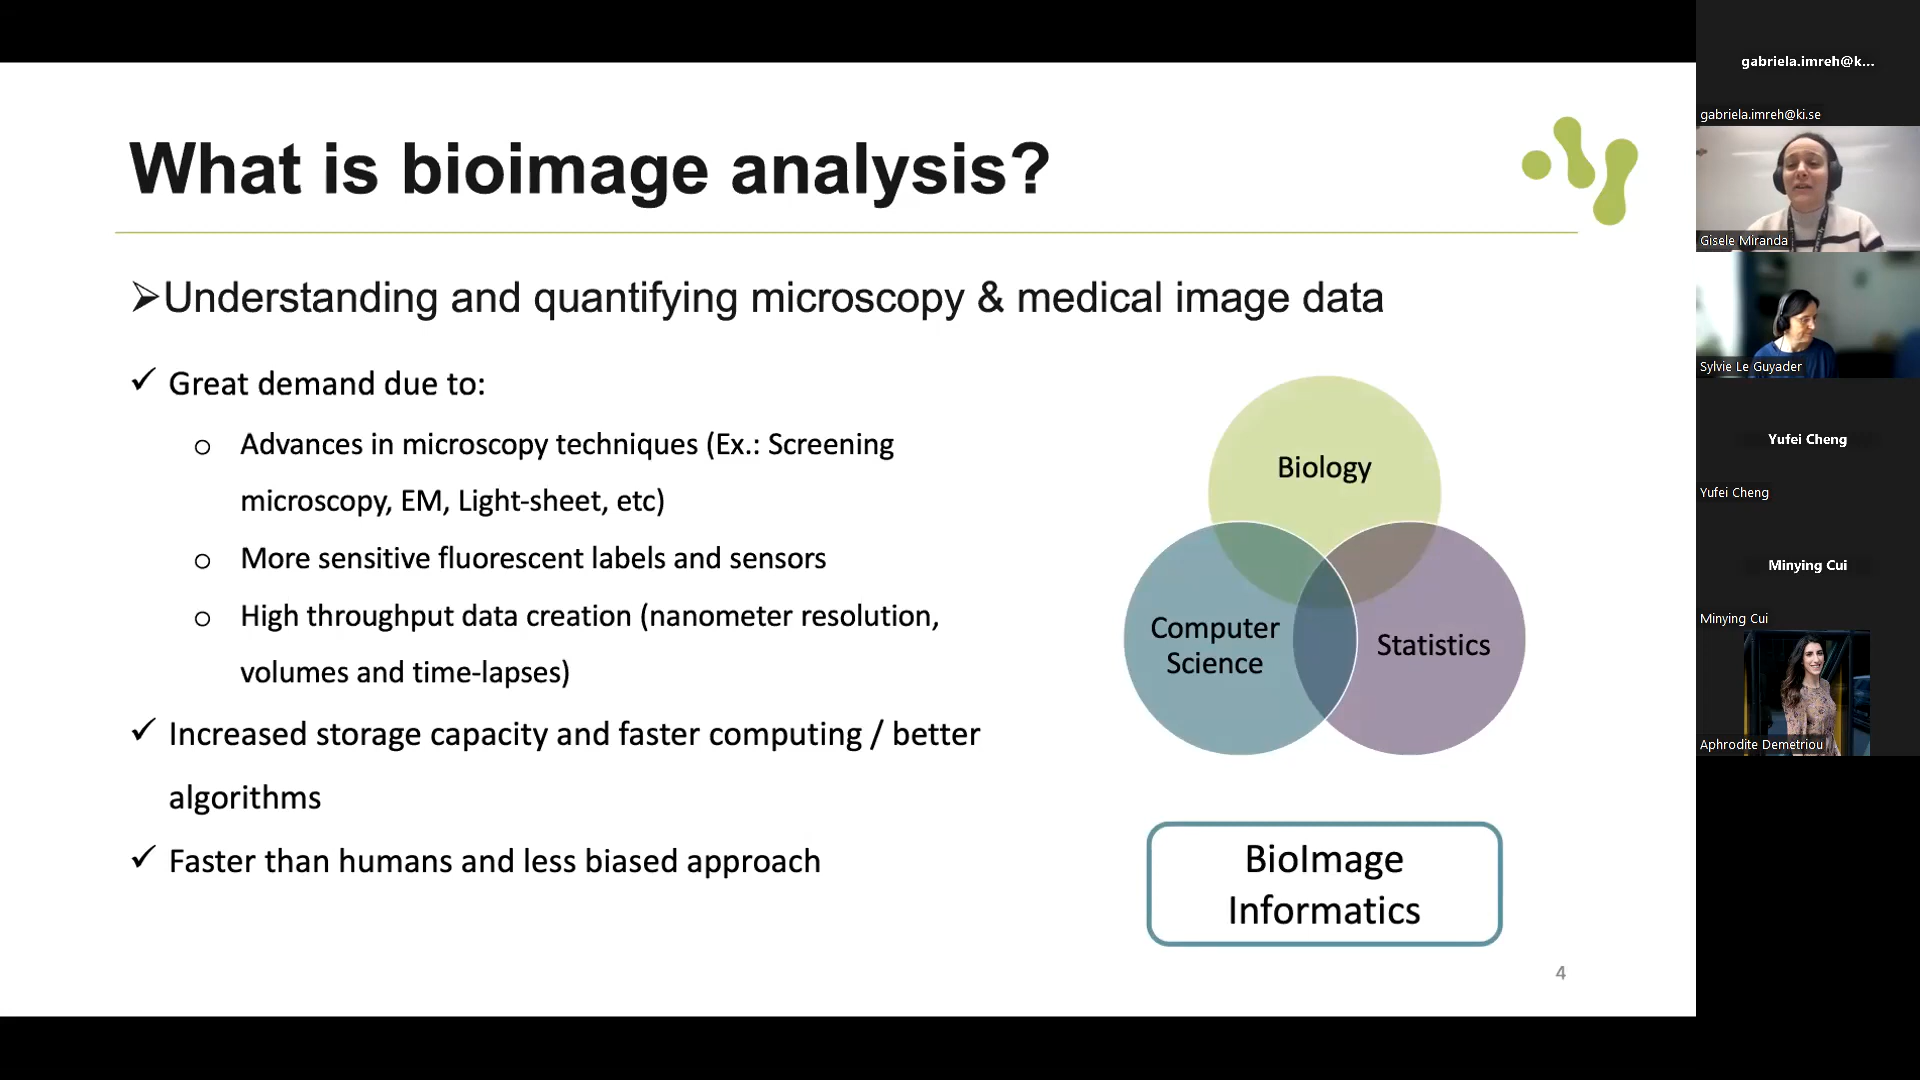 What is bioimage analysis?
➢Understanding and quantifying microscopy & medical image data
✓ Great demand due to:
o Advances in microscopy techniques (Ex.: Screening
microscopy, EM, Light-sheet, etc)
o More sensitive fluorescent labels and sensors
o High throughput data creation (nanometer resolution,
volumes and time-lapses)
✓ Increased storage capacity and faster computing / better
algorithms
✓ Faster than humans and less biased approach
Biology
Computer
Science
Statistics
BioImage
Informatics
4
gabriela.imreh@k...
gabriela.imreh@ki.se
Gisele Miranda
Sylvie Le Guyader
Yufei Cheng
Yufei Cheng
Minying Cui
Minying Cui
Aphrodite Demetriou